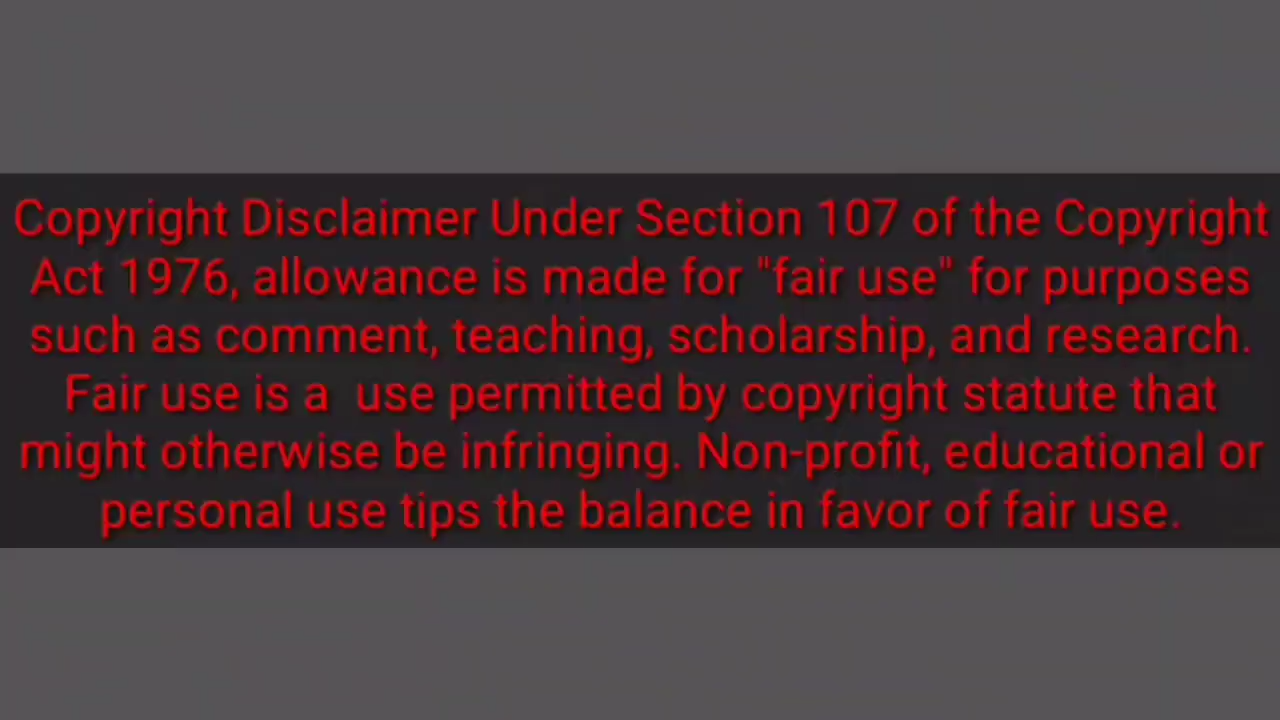 Copyright Disclaimer Under Section 107 of the Copyright
Act 1976, allowance is made for "fair use" for purposes
such as comment, teaching, scholarship, and research.
Fair use is a  use permitted by copyright statute that
might otherwise be infringing. Non-profit, educational or
personal use tips the balance in favor of fair use.